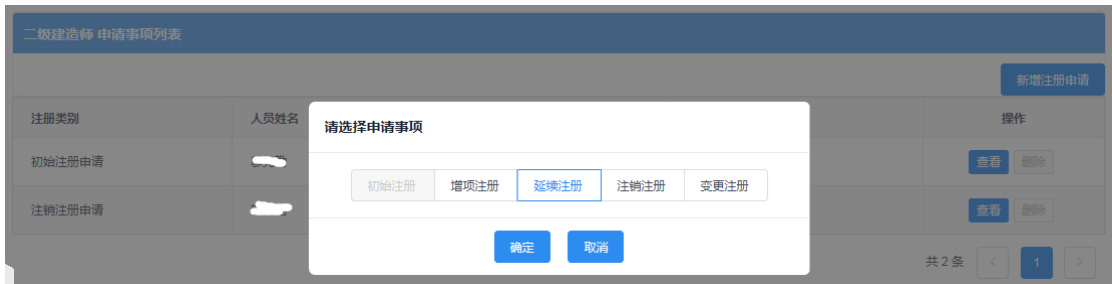 二级建造师 申请事项列表
新增注册申请
注册类别 人员姓名 操作
请选择申请事项
初始注册申请 查看 删除
初始注册 增项注册 延续注册 注销注册 变更注册
注销注册申请 查看 删除
确定 取消
共 2 条 < 1 >